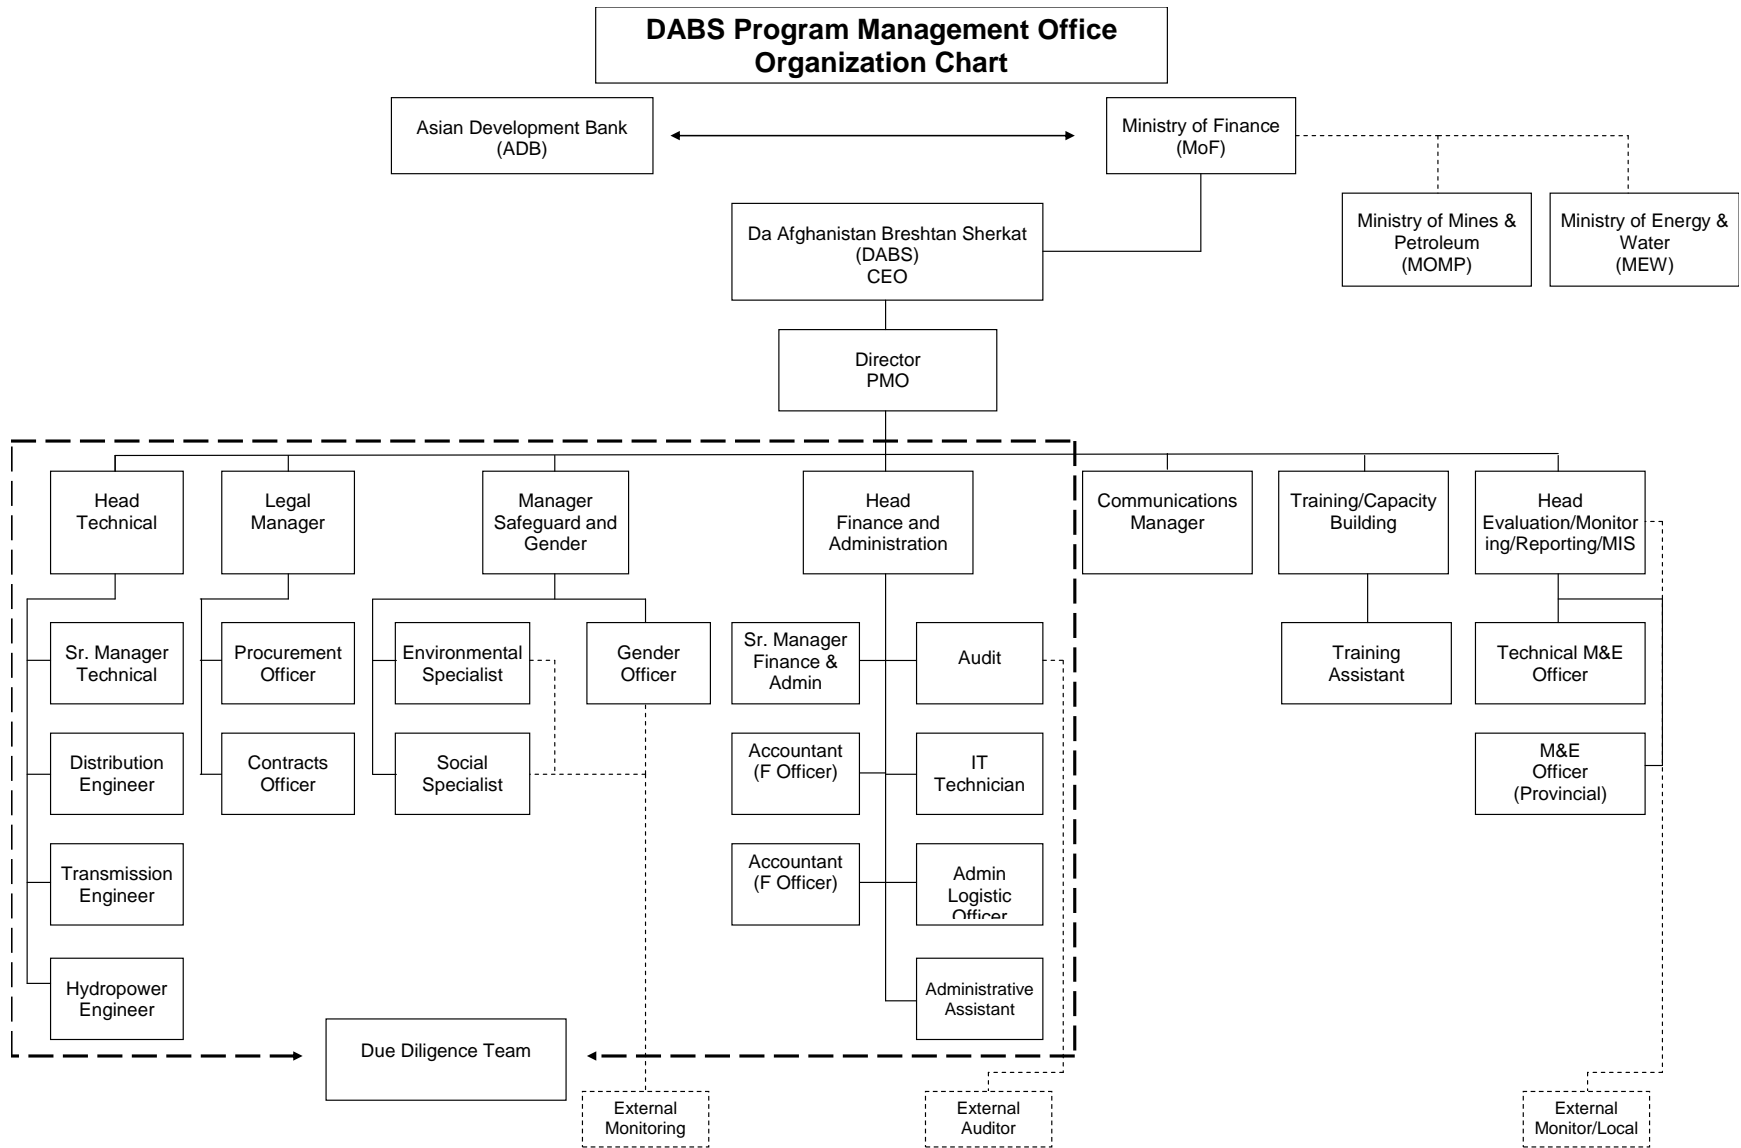 DABS Program Management Office
Organization Chart
Asian Development Bank
(ADB)
Ministry of Finance
(MoF)
Ministry of Mines &
Petroleum
(MOMP)
Ministry of Energy &
Water
(MEW)
Da Afghanistan Breshtan Sherkat
(DABS)
CEO
Director
PMO
Head
Technical
Legal
Manager
Manager
Safeguard and
Gender
Head
Finance and
Administration
Communications
Manager
Training/Capacity
Building
Head
Evaluation/Monitor
ing/Reporting/MIS
Sr. Manager
Technical
Procurement
Officer
Environmental
Specialist
Gender
Officer
Sr. Manager
Finance &
Admin
Audit
Training
Assistant
Technical M&E
Officer
Distribution
Engineer
Contracts
Officer
Social
Specialist
Accountant
(F Officer)
IT
Technician
M&E
Officer
(Provincial)
Transmission
Engineer
Accountant
(F Officer)
Admin
Logistic
Officer
Hydropower
Engineer
Administrative
Assistant
Due Diligence Team
External
Monitoring
External
Auditor
External
Monitor/Local